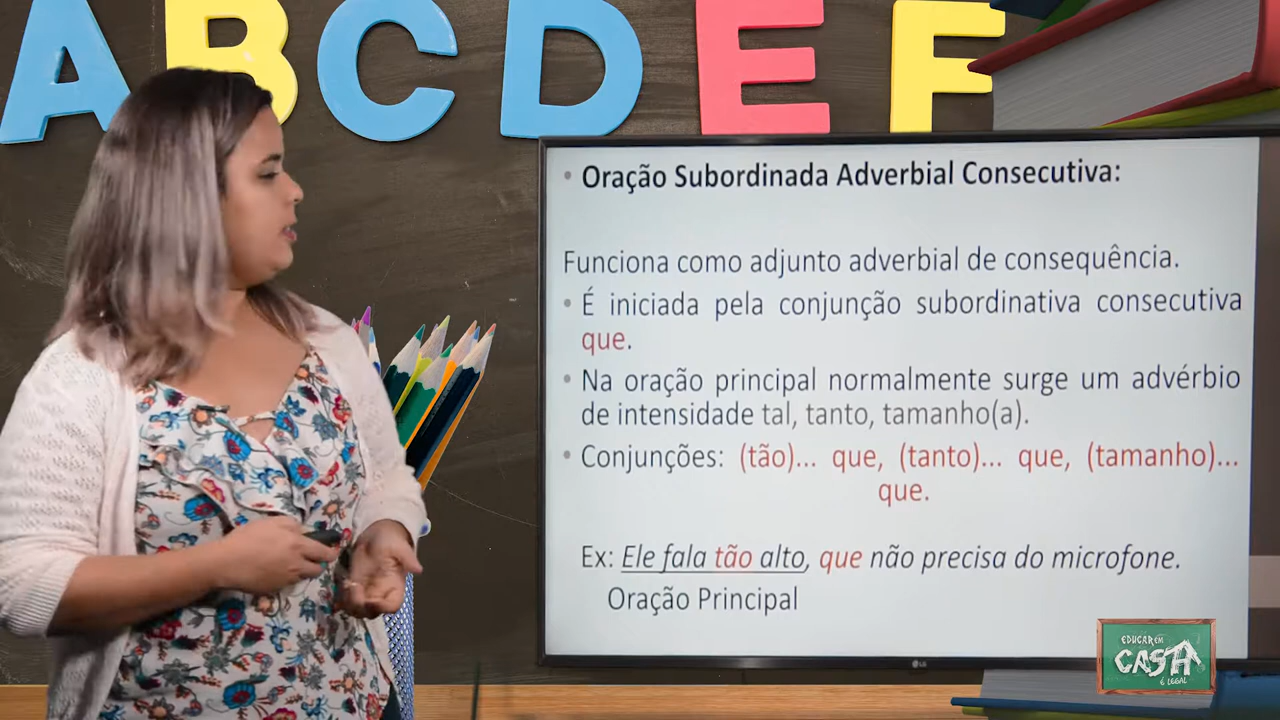 A B C D E F
• Oração Subordinada Adverbial Consecutiva:
Funciona como adjunto adverbial de consequência.
• É iniciada pela conjunção subordinativa consecutiva
que.
• Na oração principal normalmente surge um advérbio
de intensidade tal, tanto, tamanho(a).
• Conjunções: (tão)... que, (tanto)... que, (tamanho)...
que.
Ex: Ele fala tão alto, que não precisa do microfone.
Oração Principal
LG
EDUCAR EM
CASA
É LEGAL